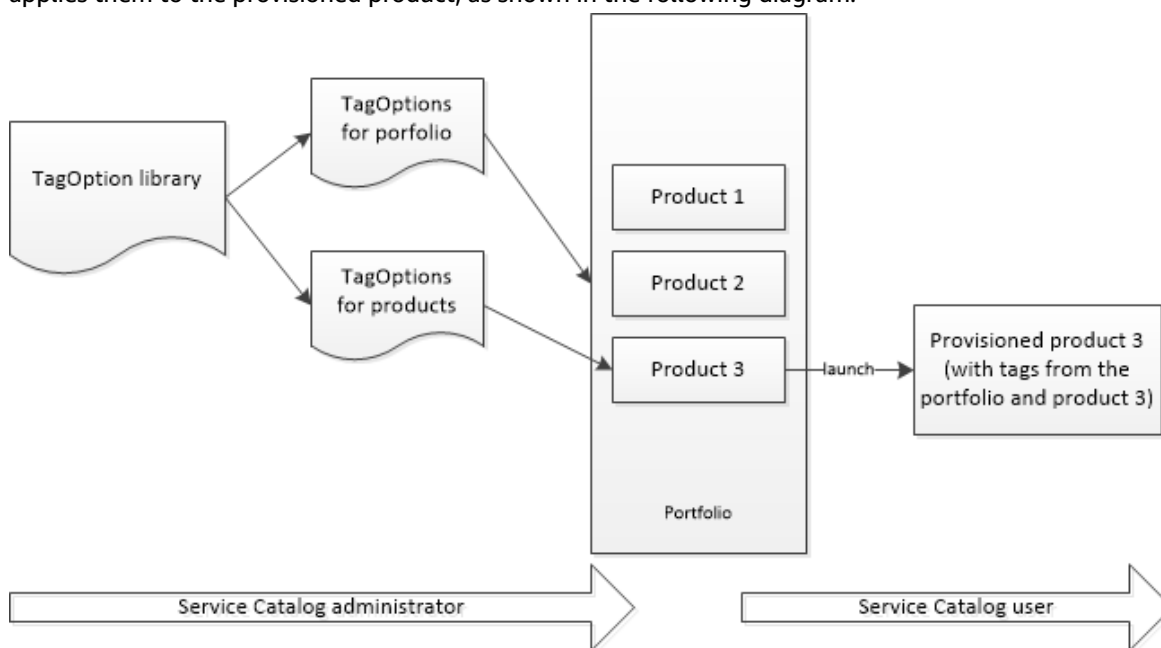 applies them to the provisioned product, as shown in the following diagram.
TagOption library
TagOptions
for porfolio
TagOptions
for products
Product 1
Product 2
Product 3
Portfolio
launch
Provisioned product 3
(with tags from the
portfolio and product 3)
Service Catalog administrator
Service Catalog user